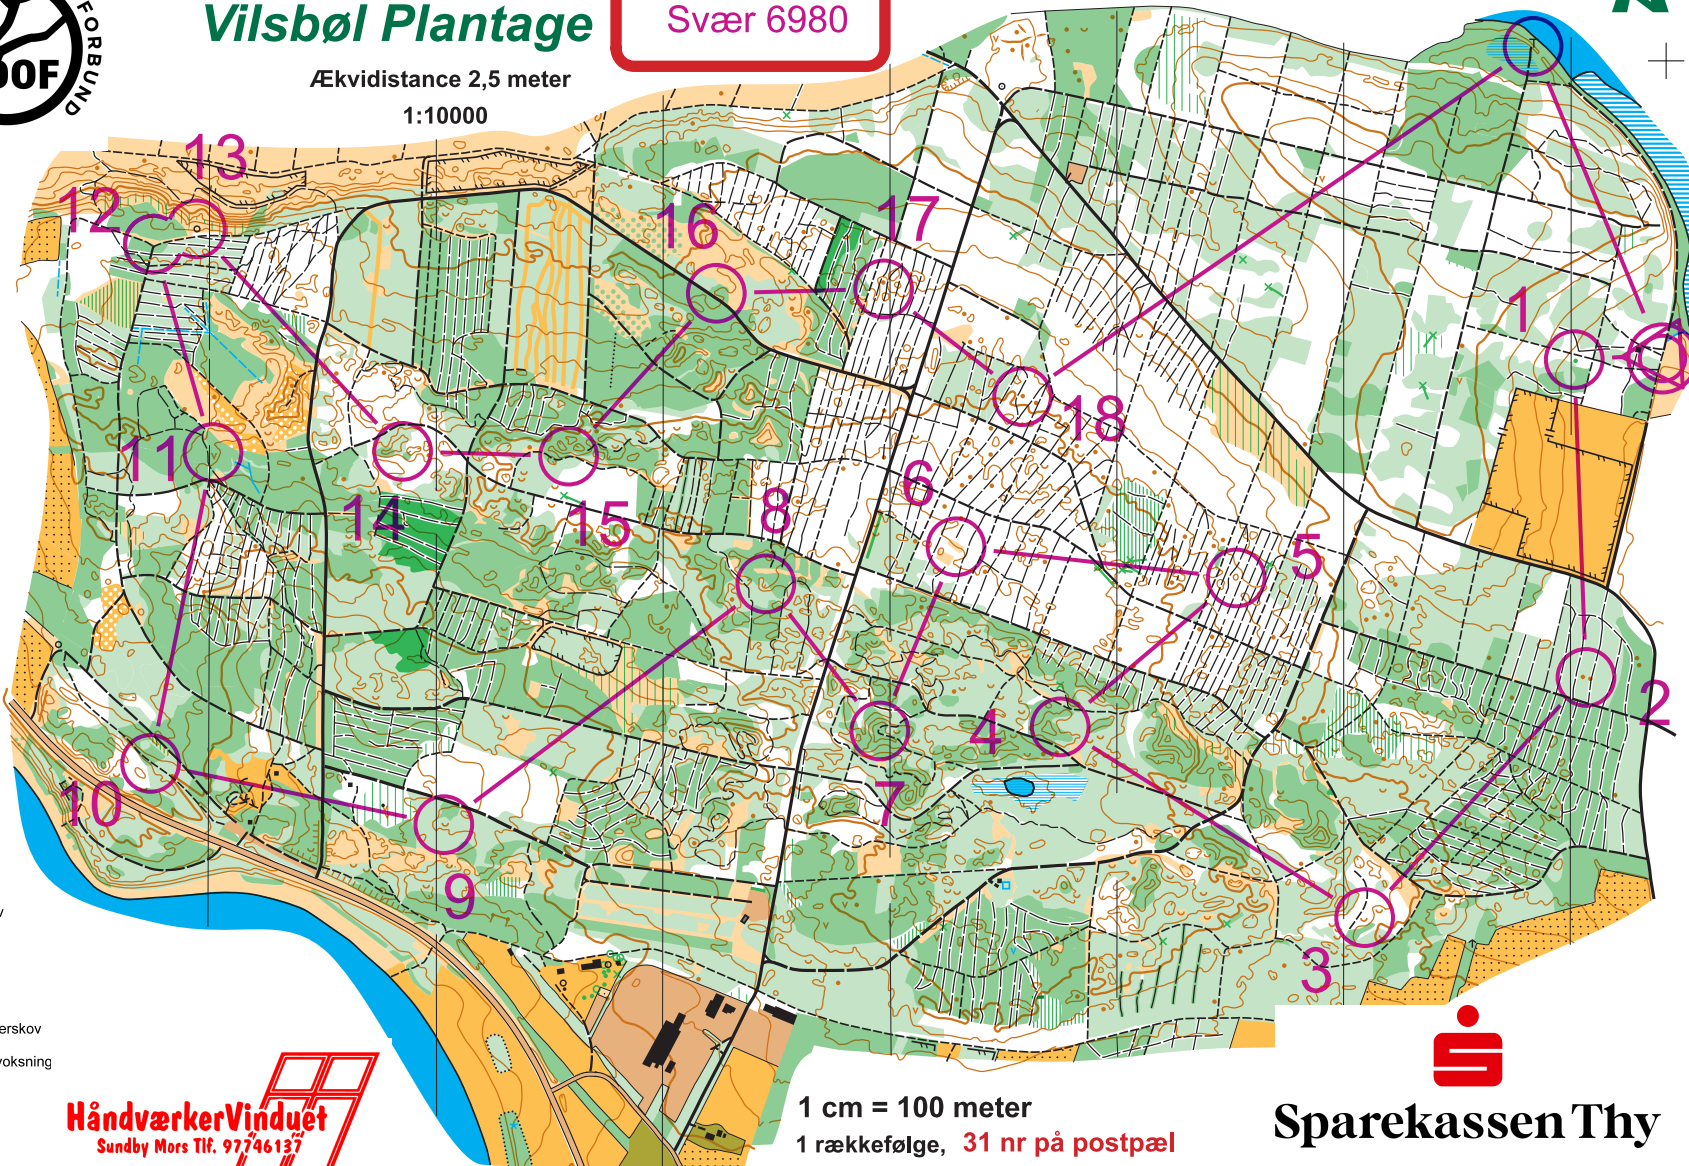 FORBUND
DOF
Vilsbøl Plantage
Svær 6980
Ækvidistance 2,5 meter
1:10000
13
12
16
17
1
18
11
14
15
8
6
5
4
2
10
7
9
3
erskov
voksning
HåndværkerVinduet
Sundby Mors Tlf. 97746137
1 cm = 100 meter
1 rækkefølge, 31 nr på postpæl
Sparekassen Thy